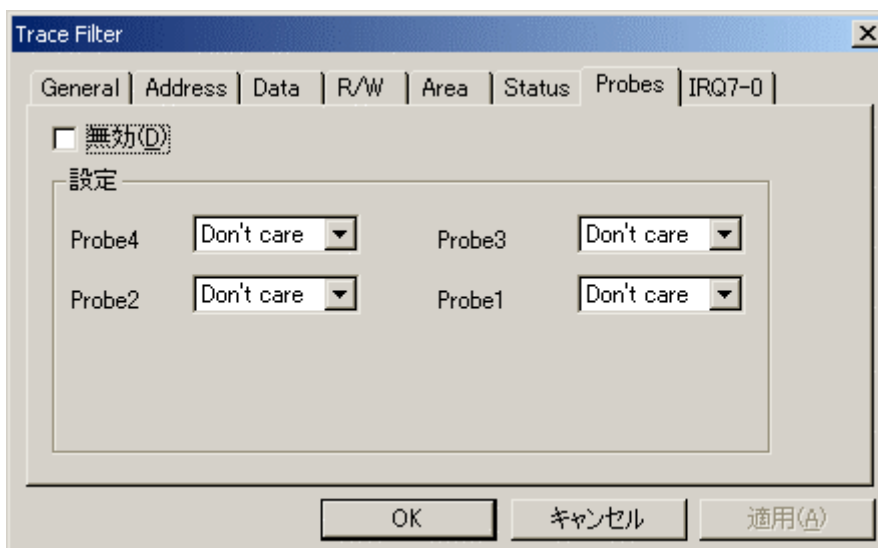 Trace Filter
General Address Data R/W Area Status Probes IRQ7-0
無効(D)
設定
Probe4 Don't care Probe3 Don't care
Probe2 Don't care Probe1 Don't care
OK キャンセル 適用(A)